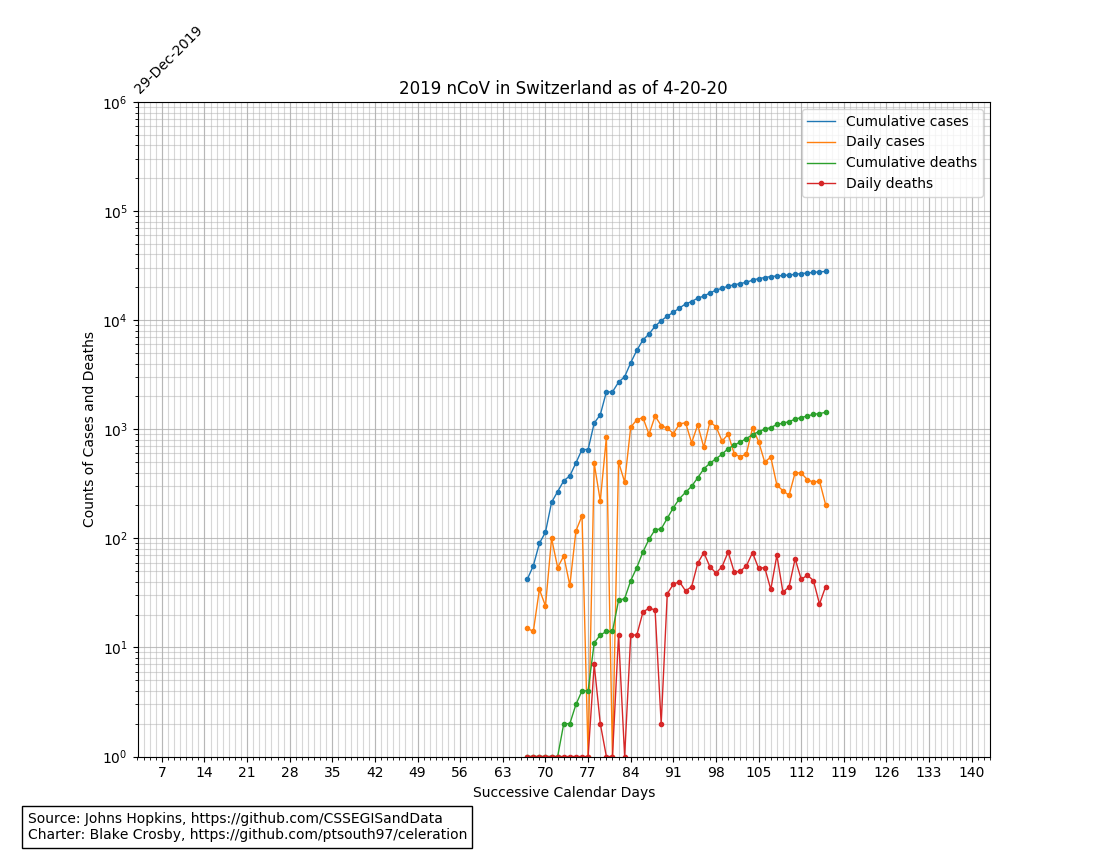 29-Dec-2019
2019 nCoV in Switzerland as of 4-20-20
Cumulative cases
Daily cases
Cumulative deaths
Daily deaths
10^6
10^5
10^4
10^3
10^2
10^1
10^0
Counts of Cases and Deaths
7 14 21 28 35 42 49 56 63 70 77 84 91 98 105 112 119 126 133 140
Successive Calendar Days
Source: Johns Hopkins, https://github.com/CSSEGISandData
Charter: Blake Crosby, https://github.com/ptsouth97/celeration